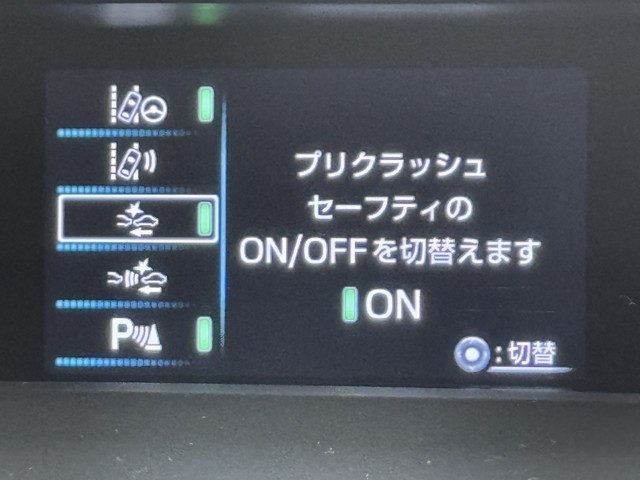 プリクラッシュ
セーフティの
ON/OFFを切替えます
ON
P
:切替